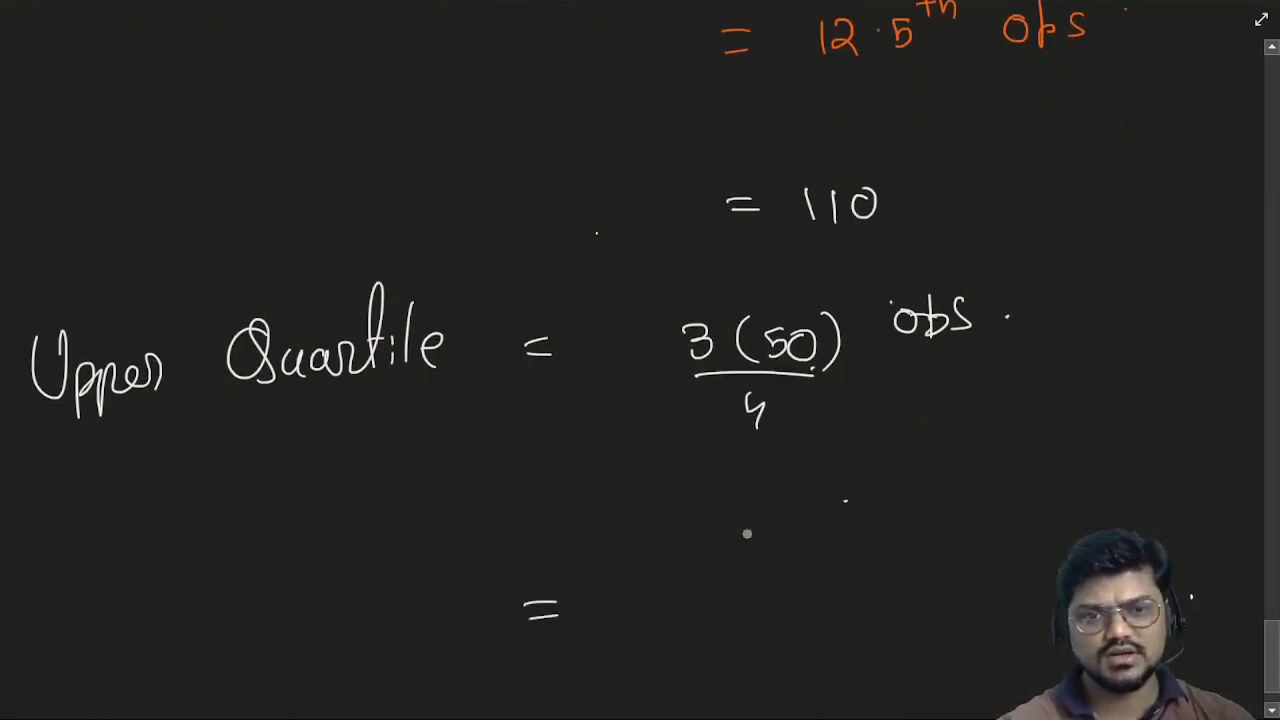 = 12.5th obs.
= 110
Upper Quartile = 3(50)/4 obs.
=